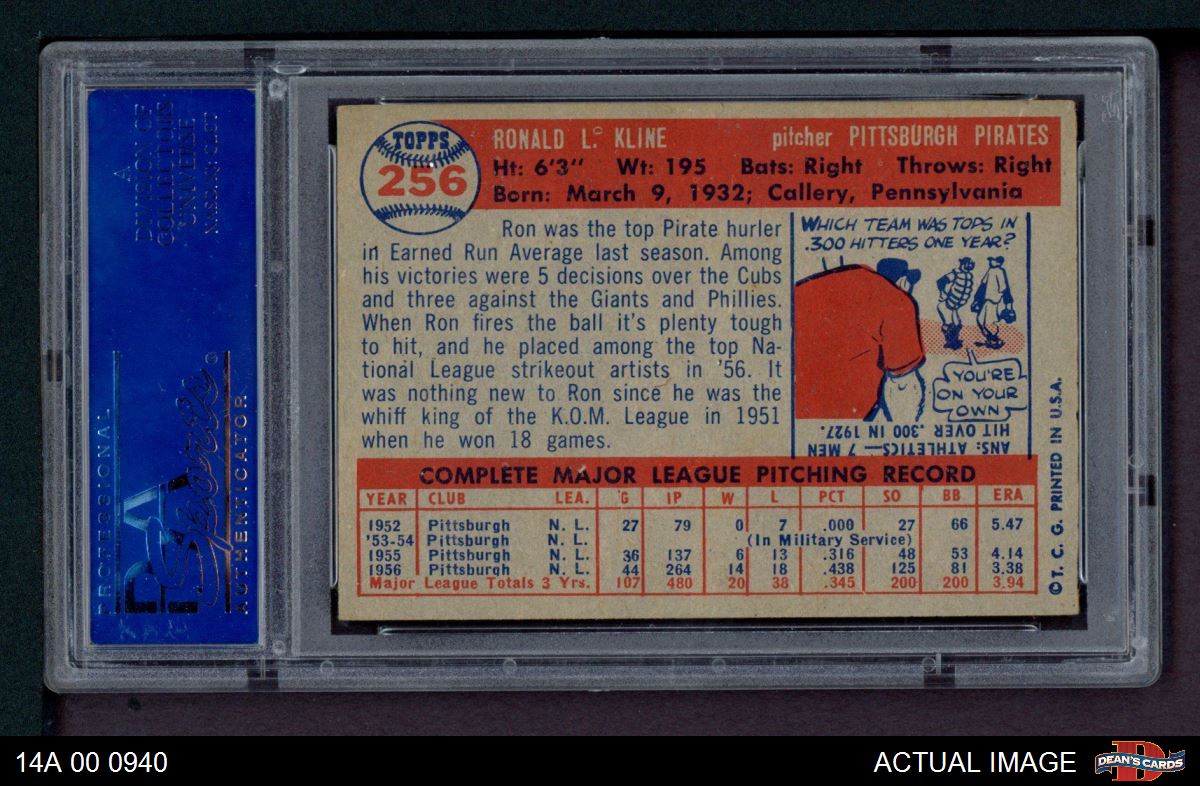 A
DIVISION OF
COLLECTORS
UNIVERSE
NASDAQ: CLCT
PROFESSIONAL
PSA
Sports
®
AUTHENTICATOR
TOPPS
256
RONALD L. KLINE pitcher PITTSBURGH PIRATES
Ht: 6'3" Wt: 195 Bats: Right Throws: Right
Born: March 9, 1932; Callery, Pennsylvania
Ron was the top Pirate hurler
in Earned Run Average last season. Among
his victories were 5 decisions over the Cubs
and three against the Giants and Phillies.
When Ron fires the ball it's plenty tough
to hit, and he placed among the top Na-
tional League strikeout artists in '56. It
was nothing new to Ron since he was the
whiff king of the K.O.M. League in 1951
when he won 18 games.
WHICH TEAM WAS TOPS IN
.300 HITTERS ONE YEAR?
YOU'RE
ON YOUR
OWN
ANS: ATHLETICS— 7 MEN
HIT OVER .300 IN 1927.
COMPLETE MAJOR LEAGUE PITCHING RECORD
YEAR CLUB LEA. G IP W L PCT SO BB ERA
1952 Pittsburgh N. L. 27 79 0 7 .000 27 66 5.47
'53-54 Pittsburgh N. L. (In Military Service)
1955 Pittsburgh N. L. 36 137 6 13 .316 48 53 4.14
1956 Pittsburgh N. L. 44 264 14 18 .438 125 81 3.38
Major League Totals 3 Yrs. 107 480 20 38 .345 200 200 3.94
©T. C. G. PRINTED IN U.S.A.
14A 00 0940
ACTUAL IMAGE
DEAN'S CARDS